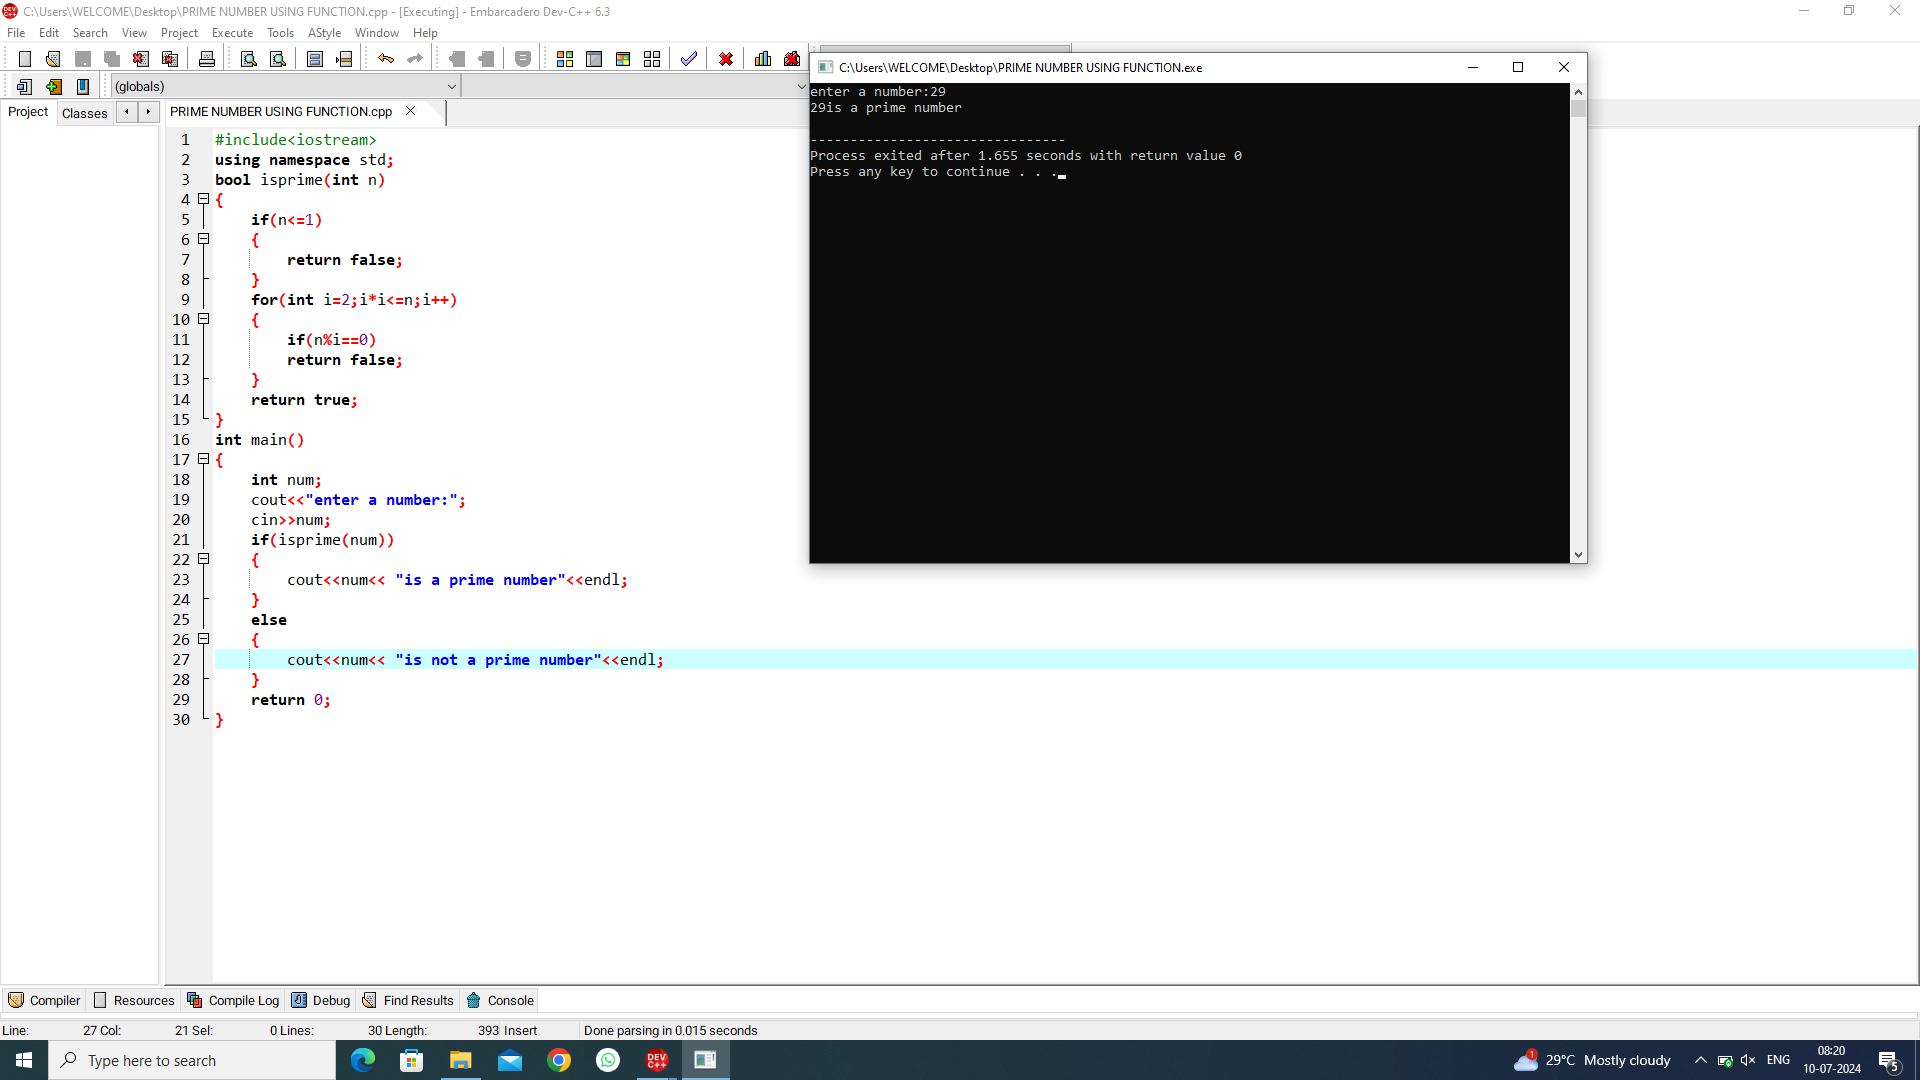 C:\Users\WELCOME\Desktop\PRIME NUMBER USING FUNCTION.cpp - [Executing] - Embarcadero Dev-C++ 6.3
File Edit Search View Project Execute Tools AStyle Window Help
(globals)
Project Classes
PRIME NUMBER USING FUNCTION.cpp
1 #include<iostream>
2 using namespace std;
3 bool isprime(int n)
4 {
5 if(n<=1)
6 {
7 return false;
8 }
9 for(int i=2;i*i<=n;i++)
10 {
11 if(n%i==0)
12 return false;
13 }
14 return true;
15 }
16 int main()
17 {
18 int num;
19 cout<<"enter a number:";
20 cin>>num;
21 if(isprime(num))
22 {
23 cout<<num<< "is a prime number"<<endl;
24 }
25 else
26 {
27 cout<<num<< "is not a prime number"<<endl;
28 }
29 return 0;
30 }
C:\Users\WELCOME\Desktop\PRIME NUMBER USING FUNCTION.exe
enter a number:29
29is a prime number
--------------------------------
Process exited after 1.655 seconds with return value 0
Press any key to continue . . .
Compiler Resources Compile Log Debug Find Results Console
Line: 27 Col: 21 Sel: 0 Lines: 30 Length: 393 Insert Done parsing in 0.015 seconds
Type here to search
DEV C++
1
29°C Mostly cloudy
ENG
08:20
10-07-2024
5